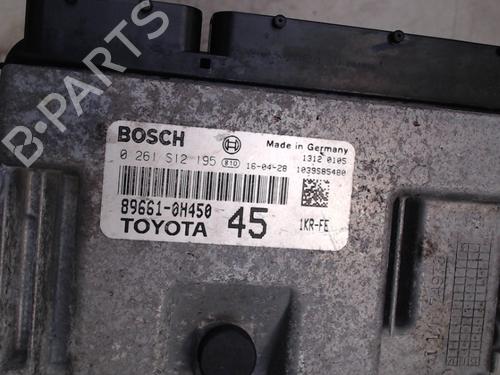 BOSCH
Made in Germany
0 261 S12 195 810 16-04-28
1312 0105
1039S85480
89661-0H450
TOYOTA 45 1KR-FE